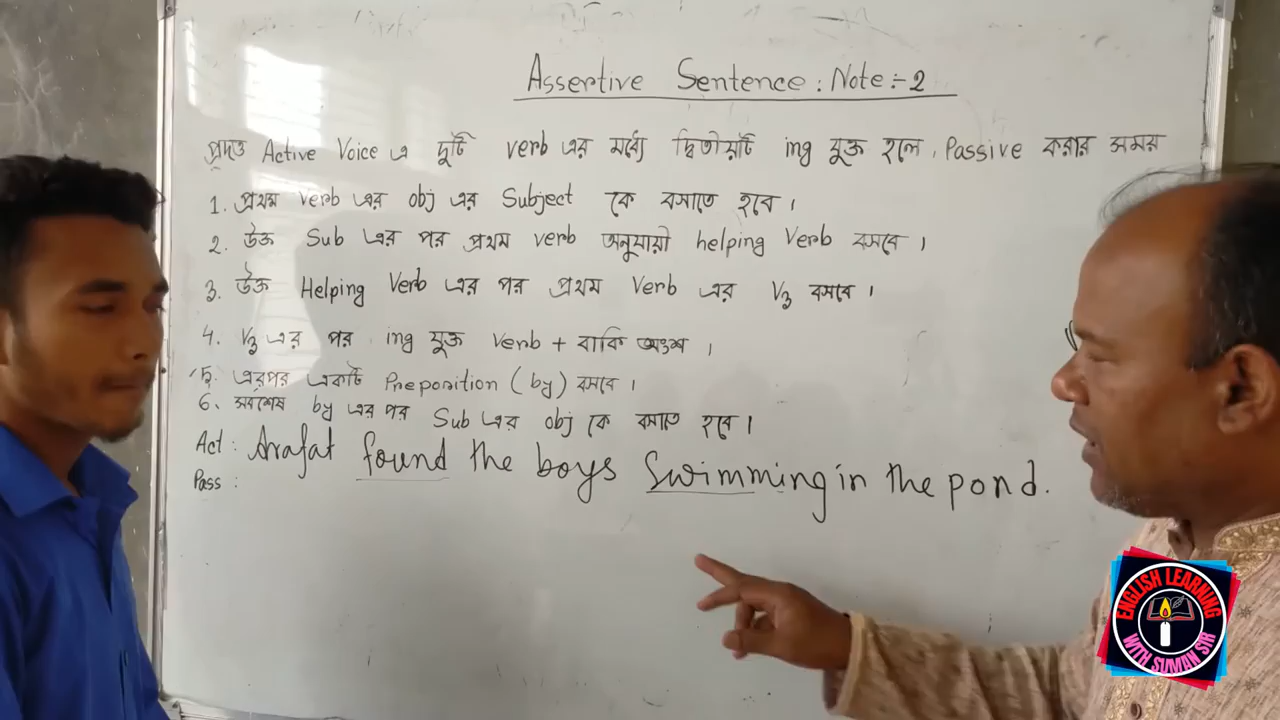 Assertive Sentence : Note :- 2
প্রদত্ত Active Voice এ দুটি verb এর মধ্যে দ্বিতীয়টি ing যুক্ত হলে, Passive করার সময়
1. প্রথম verb এর obj এর Subject কে বসাতে হবে।
2. উক্ত Sub এর পর প্রথম verb অনুযায়ী helping Verb বসবে।
3. উক্ত Helping Verb এর পর প্রথম Verb এর V3 বসবে।
4. V3 এর পর ing যুক্ত verb + বাকি অংশ।
5. এরপর একটি Preposition (by) বসবে।
6. সর্বশেষ by এর পর Sub এর obj কে বসাতে হবে।
Act : Arafat found the boys Swimming in the pond.
Pass :
ENGLISH LEARNING
WITH SUMAN SIR